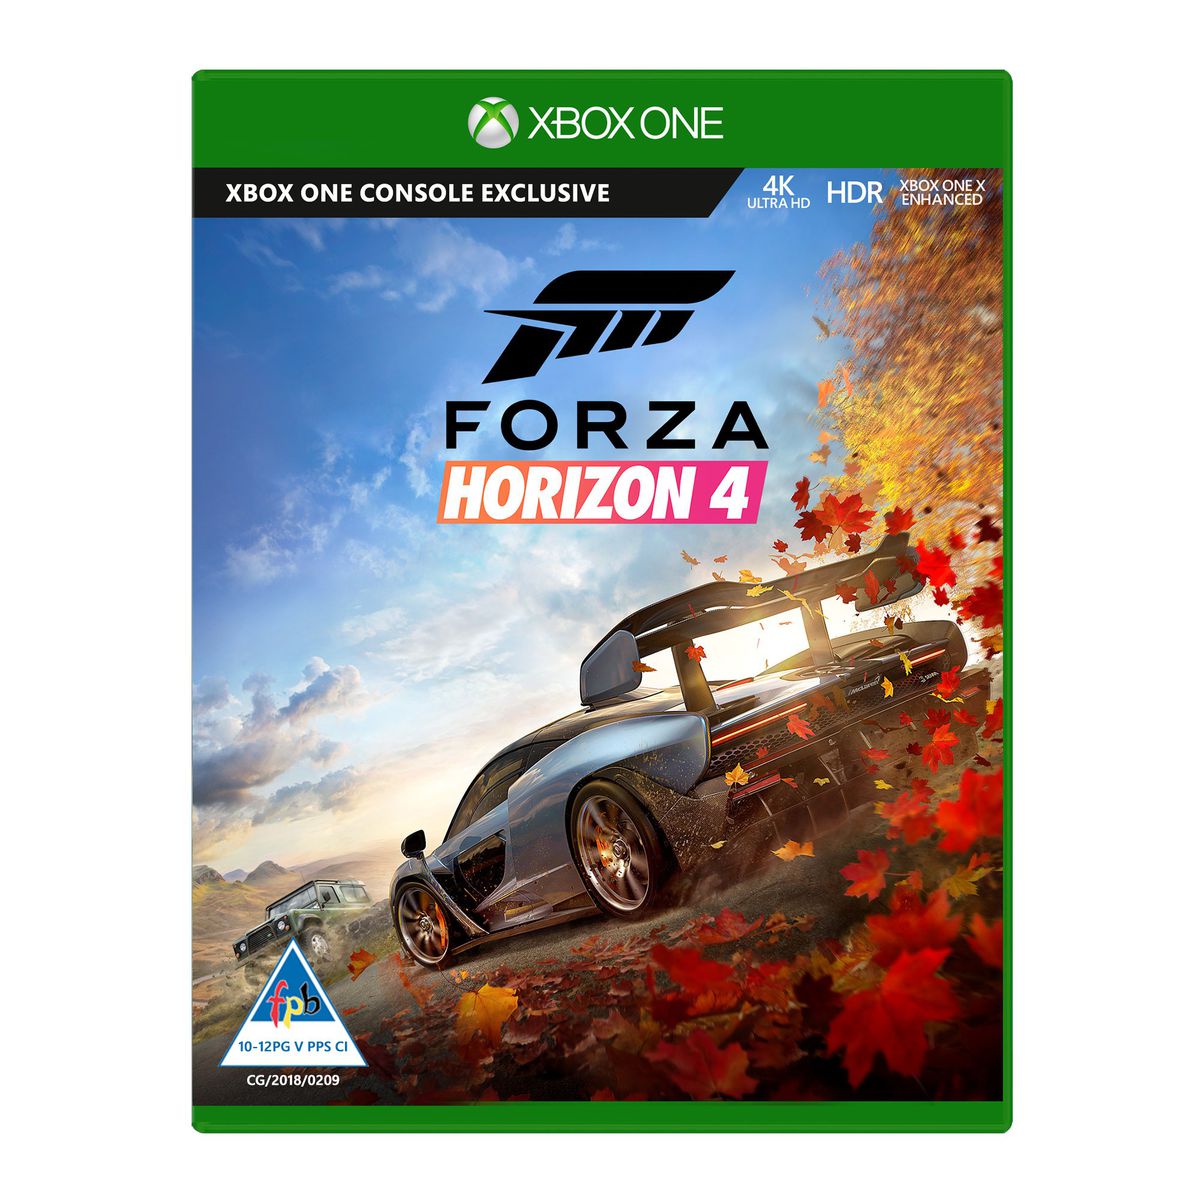 XBOX ONE
XBOX ONE CONSOLE EXCLUSIVE
4K
ULTRA HD
HDR
XBOX ONE X
ENHANCED
FORZA
HORIZON 4
fpb
10-12PG V PPS CI
CG/2018/0209